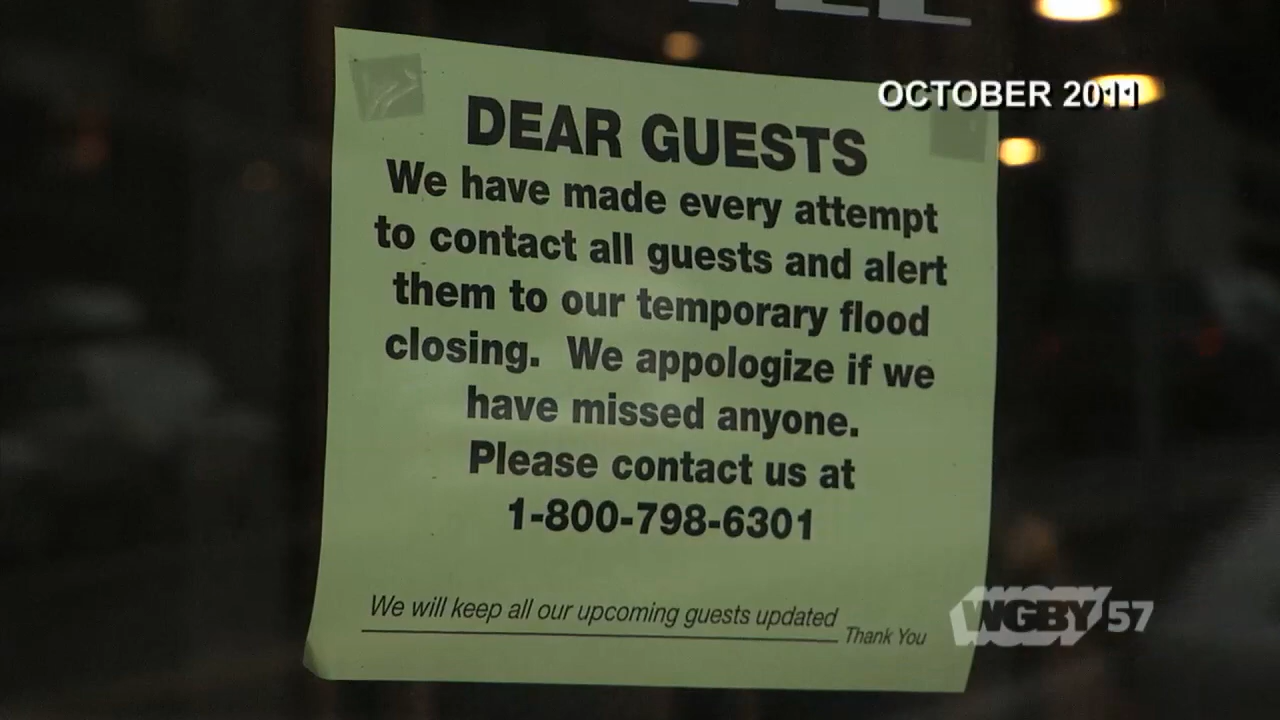 OCTOBER 2011
DEAR GUESTS
We have made every attempt
to contact all guests and alert
them to our temporary flood
closing. We appologize if we
have missed anyone.
Please contact us at
1-800-798-6301
We will keep all our upcoming guests updated
Thank You
WGBY 57